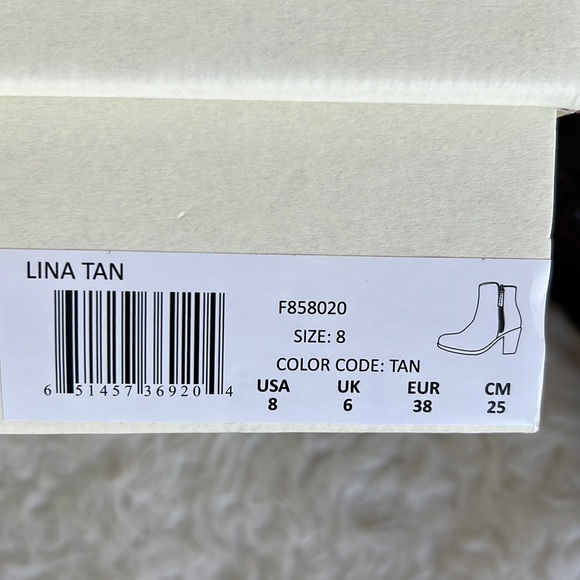 LINA TAN
F858020
SIZE: 8
COLOR CODE: TAN
6 51457 36920 4
USA UK EUR CM
8 6 38 25